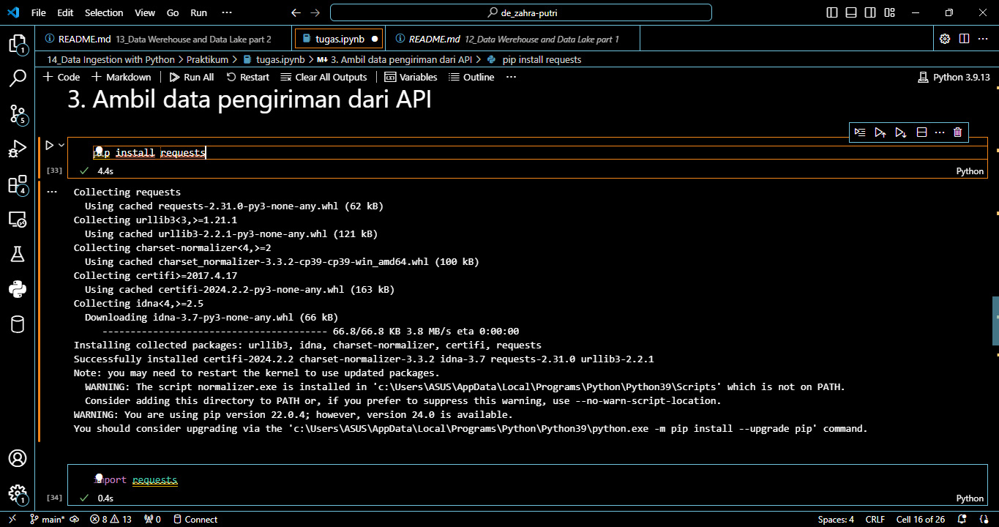 File Edit Selection View Go Run ··· de_zahra-putri
README.md 13_Data Werehouse and Data Lake part 2 tugas.ipynb README.md 12_Data Werehouse and Data Lake part 1
14_Data Ingestion with Python > Praktikum > tugas.ipynb > 3. Ambil data pengiriman dari API > pip install requests
Code Markdown Run All Restart Clear All Outputs Variables Outline ··· Python 3.9.13
3. Ambil data pengiriman dari API
pip install requests
[33] 4.4s Python
Collecting requests
Using cached requests-2.31.0-py3-none-any.whl (62 kB)
Collecting urllib3<3,>=1.21.1
Using cached urllib3-2.2.1-py3-none-any.whl (121 kB)
Collecting charset-normalizer<4,>=2
Using cached charset_normalizer-3.3.2-cp39-cp39-win_amd64.whl (100 kB)
Collecting certifi>=2017.4.17
Using cached certifi-2024.2.2-py3-none-any.whl (163 kB)
Collecting idna<4,>=2.5
Downloading idna-3.7-py3-none-any.whl (66 kB)
---------------------------------------- 66.8/66.8 KB 3.8 MB/s eta 0:00:00
Installing collected packages: urllib3, idna, charset-normalizer, certifi, requests
Successfully installed certifi-2024.2.2 charset-normalizer-3.3.2 idna-3.7 requests-2.31.0 urllib3-2.2.1
Note: you may need to restart the kernel to use updated packages.
WARNING: The script normalizer.exe is installed in 'c:\Users\ASUS\AppData\Local\Programs\Python\Python39\Scripts' which is not on PATH.
Consider adding this directory to PATH or, if you prefer to suppress this warning, use --no-warn-script-location.
WARNING: You are using pip version 22.0.4; however, version 24.0 is available.
You should consider upgrading via the 'c:\Users\ASUS\AppData\Local\Programs\Python\Python39\python.exe -m pip install --upgrade pip' command.
import requests
[34] 0.4s Python
main* 8 13 0 Connect Spaces: 4 CRLF Cell 16 of 26
1
5
4
1